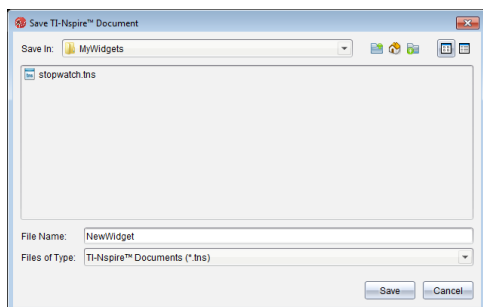 Save TI-Nspire™ Document
Save In: MyWidgets
stopwatch.tns
File Name: NewWidget
Files of Type: TI-Nspire™ Documents (*.tns)
Save Cancel